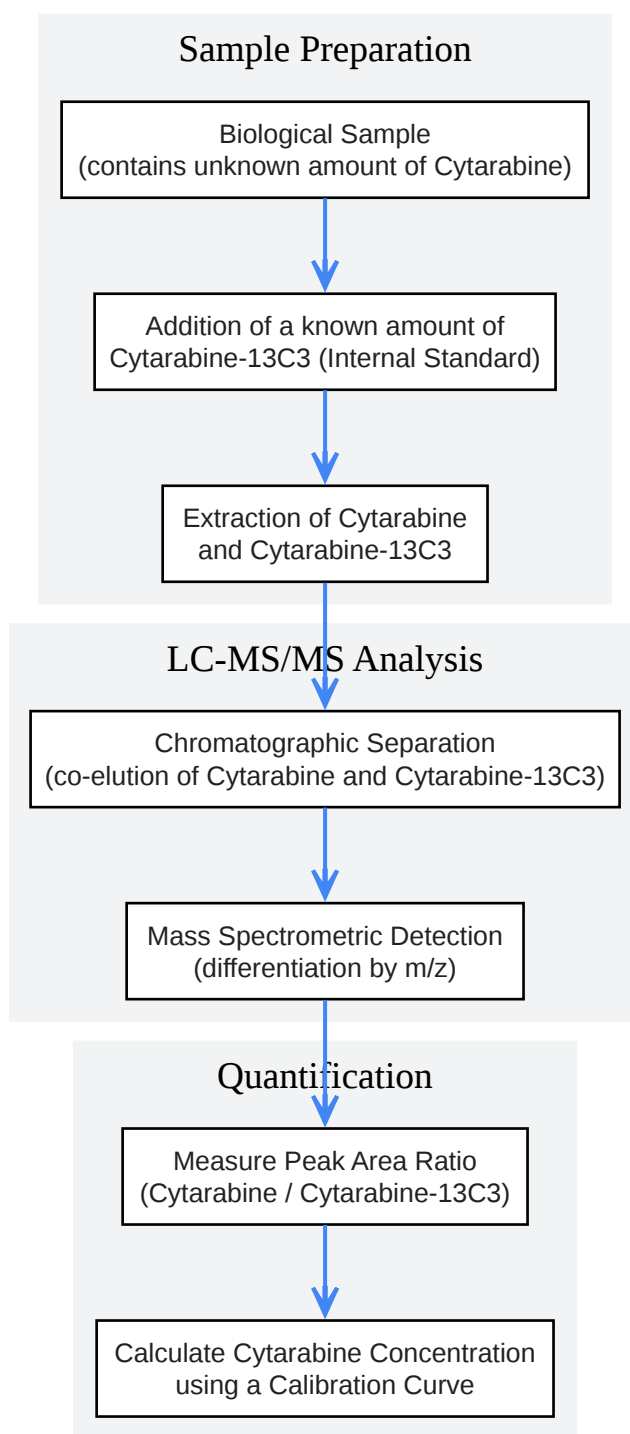 Sample Preparation
Biological Sample
(contains unknown amount of Cytarabine)
Addition of a known amount of
Cytarabine-13C3 (Internal Standard)
Extraction of Cytarabine
and Cytarabine-13C3
LC-MS/MS Analysis
Chromatographic Separation
(co-elution of Cytarabine and Cytarabine-13C3)
Mass Spectrometric Detection
(differentiation by m/z)
Quantification
Measure Peak Area Ratio
(Cytarabine / Cytarabine-13C3)
Calculate Cytarabine Concentration
using a Calibration Curve